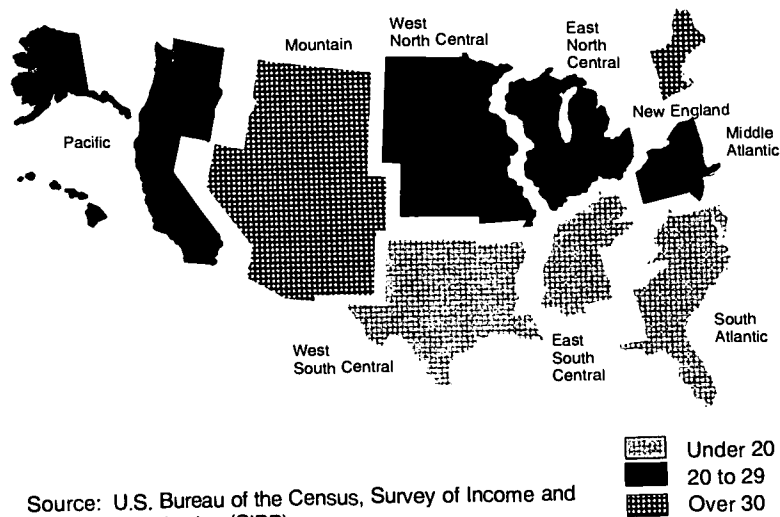 West
North Central
East
North
Central
Mountain
New England
Middle
Atlantic
Pacific
South
Atlantic
West
South Central
East
South
Central
Under 20
20 to 29
Over 30
Source: U.S. Bureau of the Census, Survey of Income and
(SIPP)